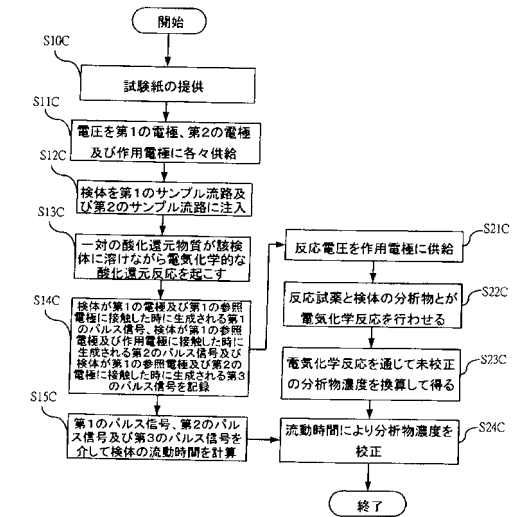 開始
S10C
試験紙の提供
S11C
電圧を第1の電極、第2の電極
及び作用電極に各々供給
S12C
検体を第1のサンプル流路及
び第2のサンプル流路に注入
S13C
一対の酸化還元物質が該検
体に溶けながら電気化学的な
酸化還元反応を起こす
S14C
検体が第1の電極及び第1の参照
電極に接触した時に生成される第1
のパルス信号、検体が第1の参照
電極及び作用電極に接触した時に
生成される第2のパルス信号及び
検体が第1の参照電極及び第2の
電極に接触した時に生成される第3
のパルス信号を記録
S15C
第1のパルス信号、第2のパル
ス信号及び第3のパルス信号を
介して検体の流動時間を計算
S21C
反応電圧を作用電極に供給
S22C
反応試薬と検体の分析物とが
電気化学反応を行わせる
S23C
電気化学反応を通じて未校正
の分析物濃度を換算して得る
S24C
流動時間により分析物濃度を
校正
終了